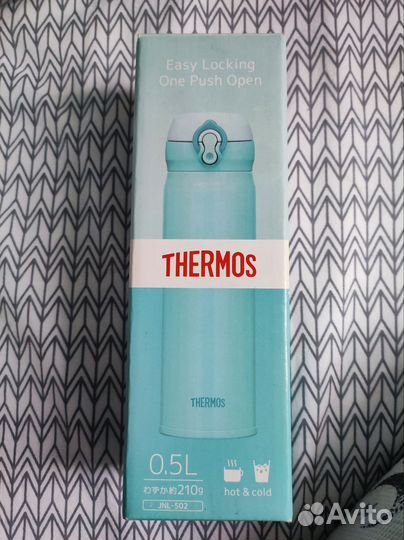 Easy Locking
One Push Open
THERMOS
THERMOS
0.5L
わずか約210g
JNL-502
hot & cold
Avito